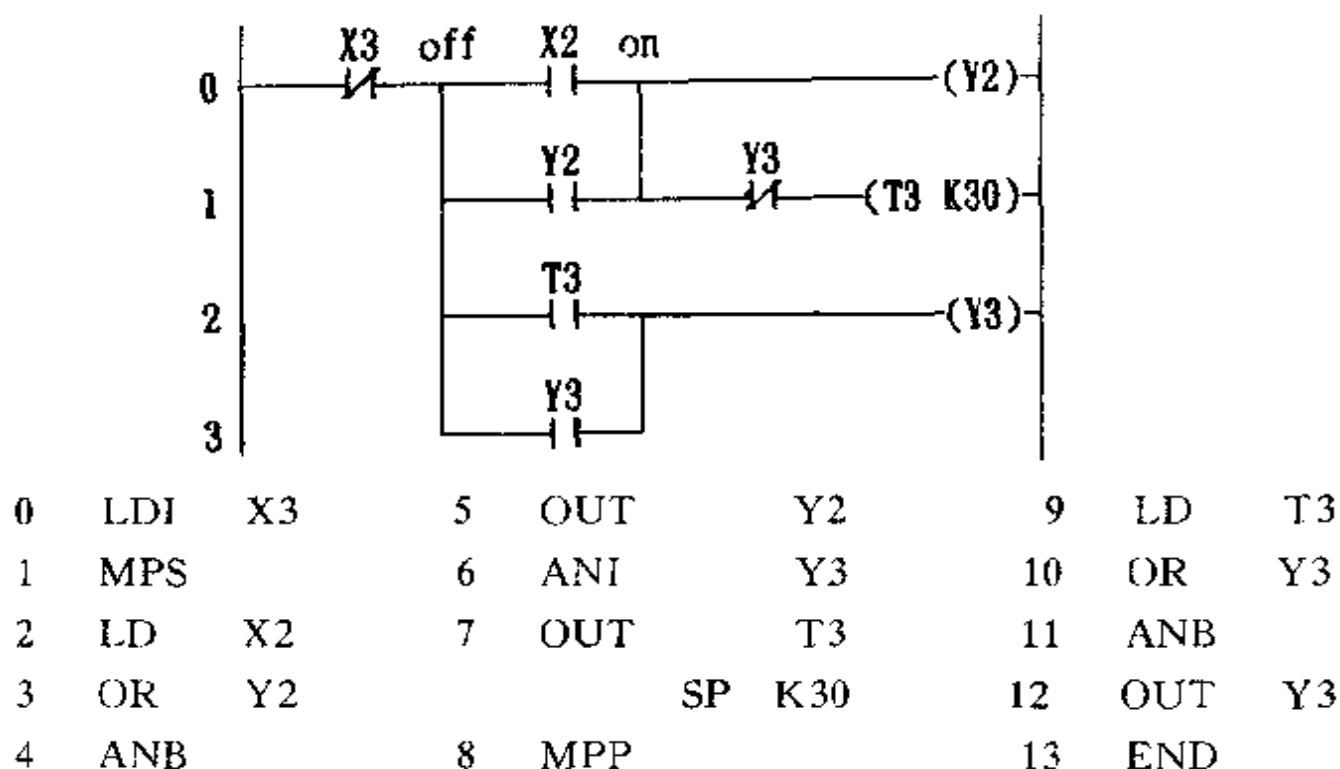 X3 off X2 on
0 (Y2)
Y2 Y3
1 (T3 K30)
T3
2 (Y3)
Y3
3
0 LDI X3 5 OUT Y2 9 LD T3
1 MPS 6 ANI Y3 10 OR Y3
2 LD X2 7 OUT T3 11 ANB
3 OR Y2 SP K30 12 OUT Y3
4 ANB 8 MPP 13 END